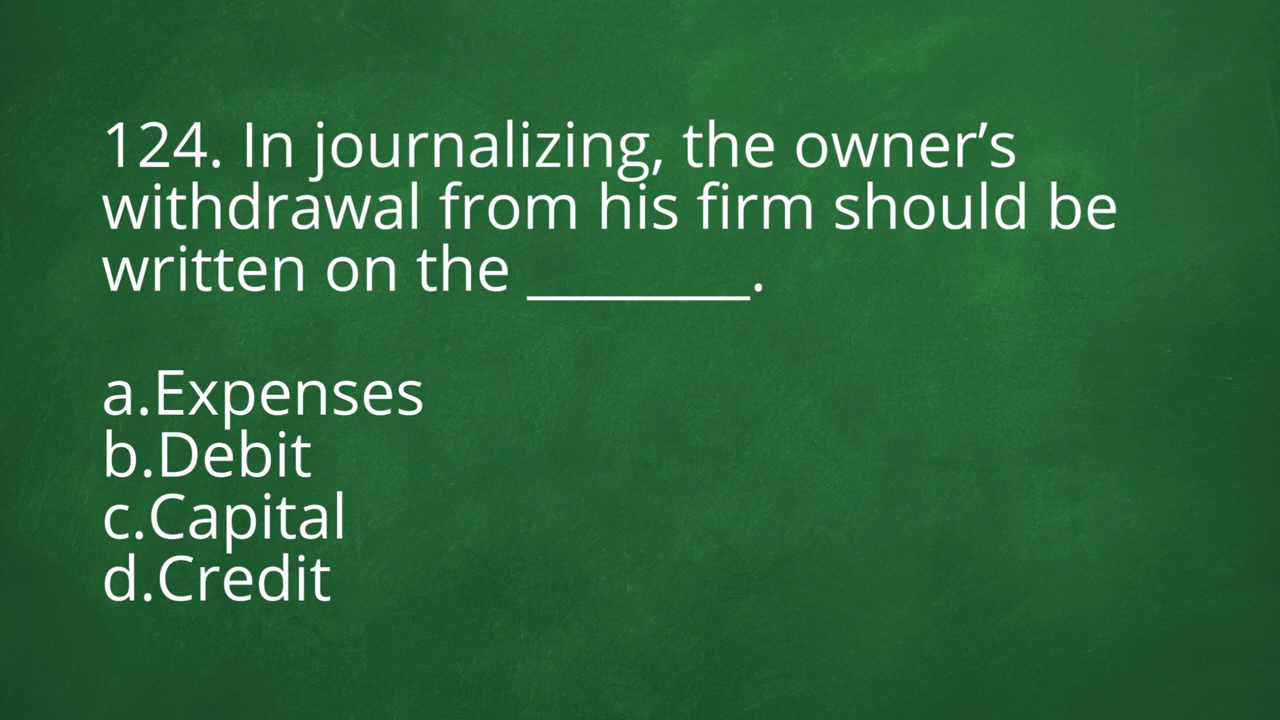 124. In journalizing, the owner’s
withdrawal from his firm should be
written on the ________.
a.Expenses
b.Debit
c.Capital
d.Credit